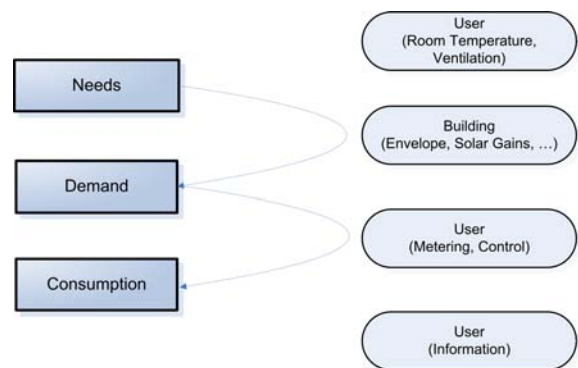 User
(Room Temperature,
Ventilation)
Needs
Building
(Envelope, Solar Gains, ...)
Demand
User
(Metering, Control)
Consumption
User
(Information)